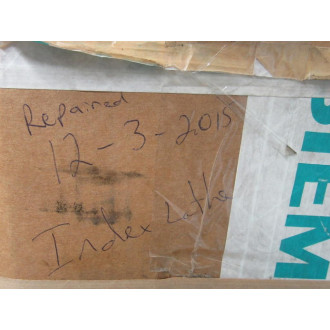 Repaired
12-3-2015
Index Lathe
SIEM